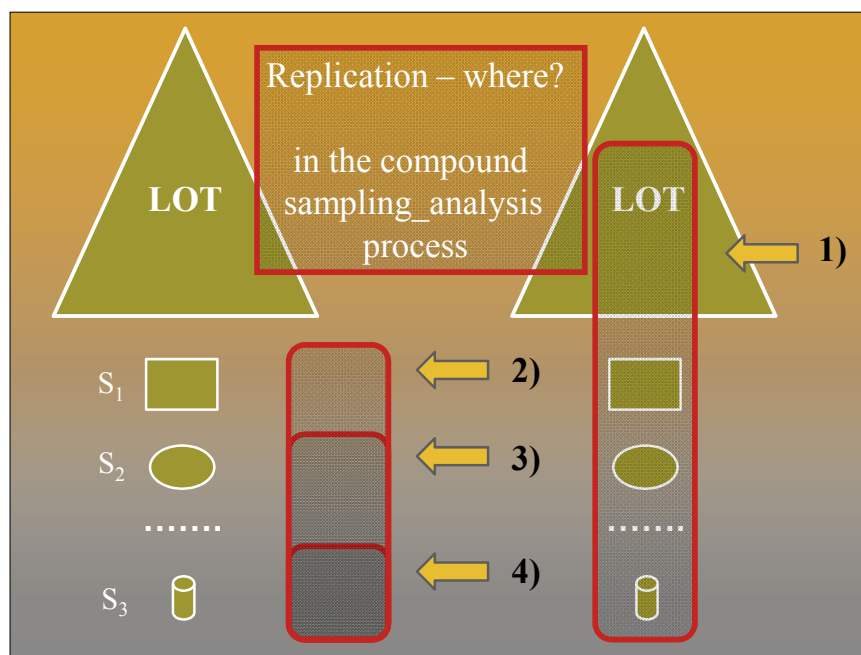 Replication – where?
in the compound
sampling_analysis
process
LOT
LOT
1)
S₁
2)
S₂
3)
S₃
4)